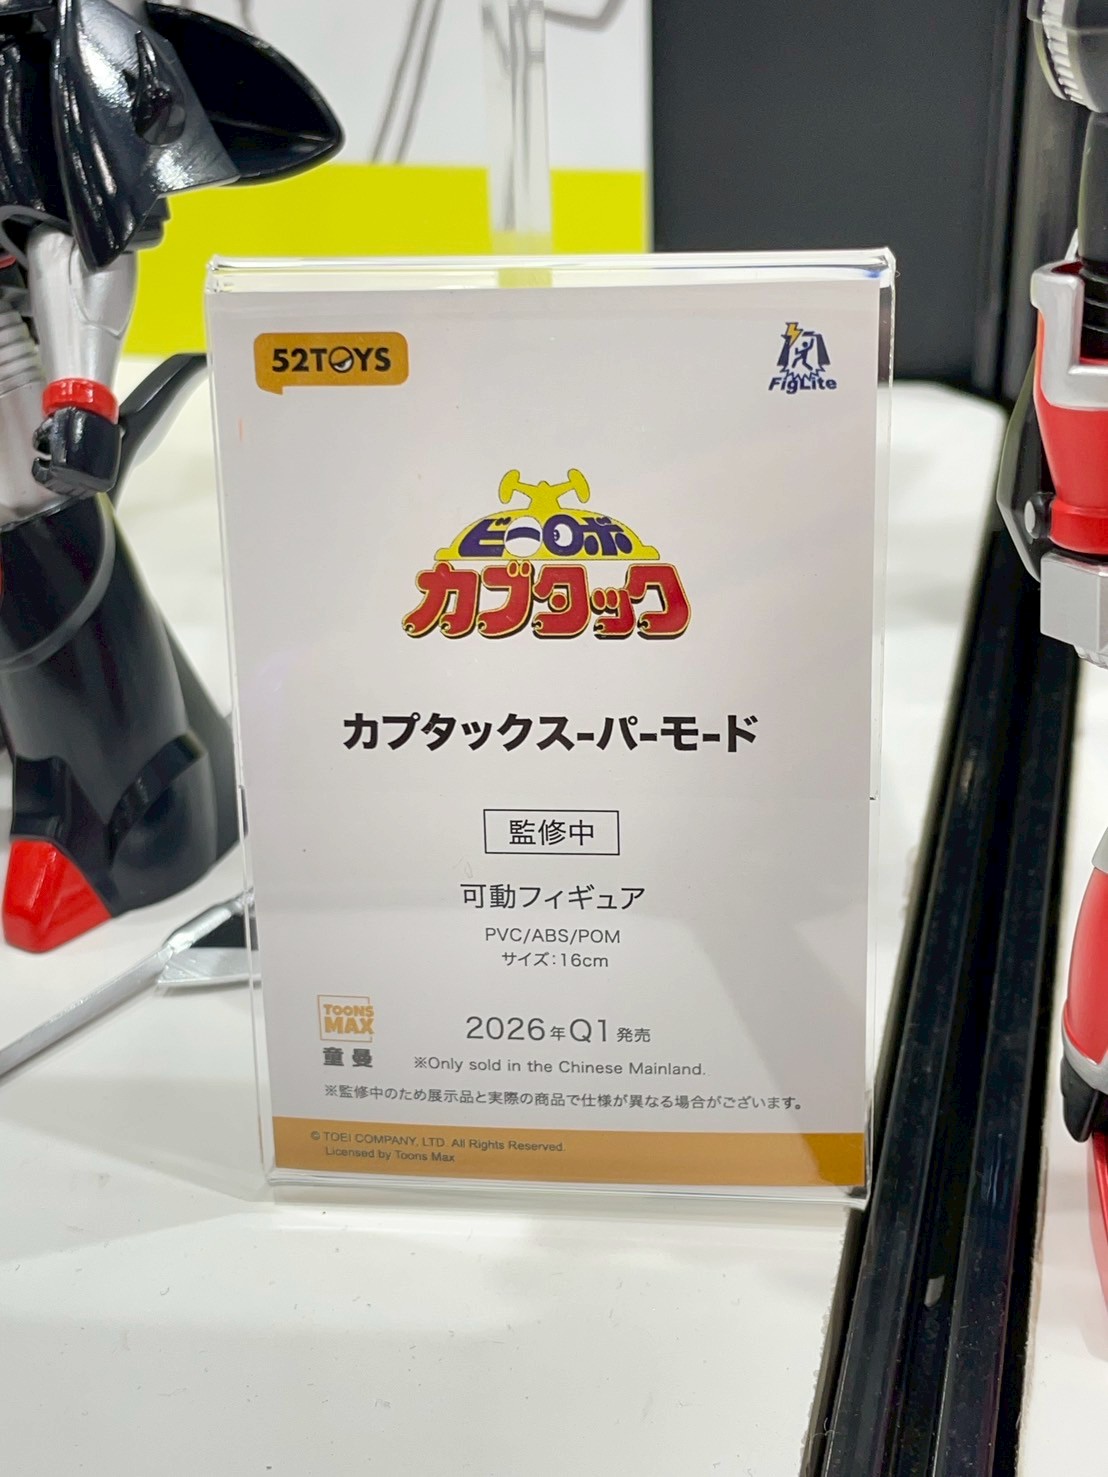 52TOYS
FigLite
ビーロボ
カブタック
カプタックスーパーモード
監修中
可動フィギュア
PVC/ABS/POM
サイズ:16cm
TOONS
MAX
童曼
2026年Q1発売
※Only sold in the Chinese Mainland.
※監修中のため展示品と実際の商品で仕様が異なる場合がございます。
© TOEI COMPANY, LTD. All Rights Reserved.
Licensed by Toons Max